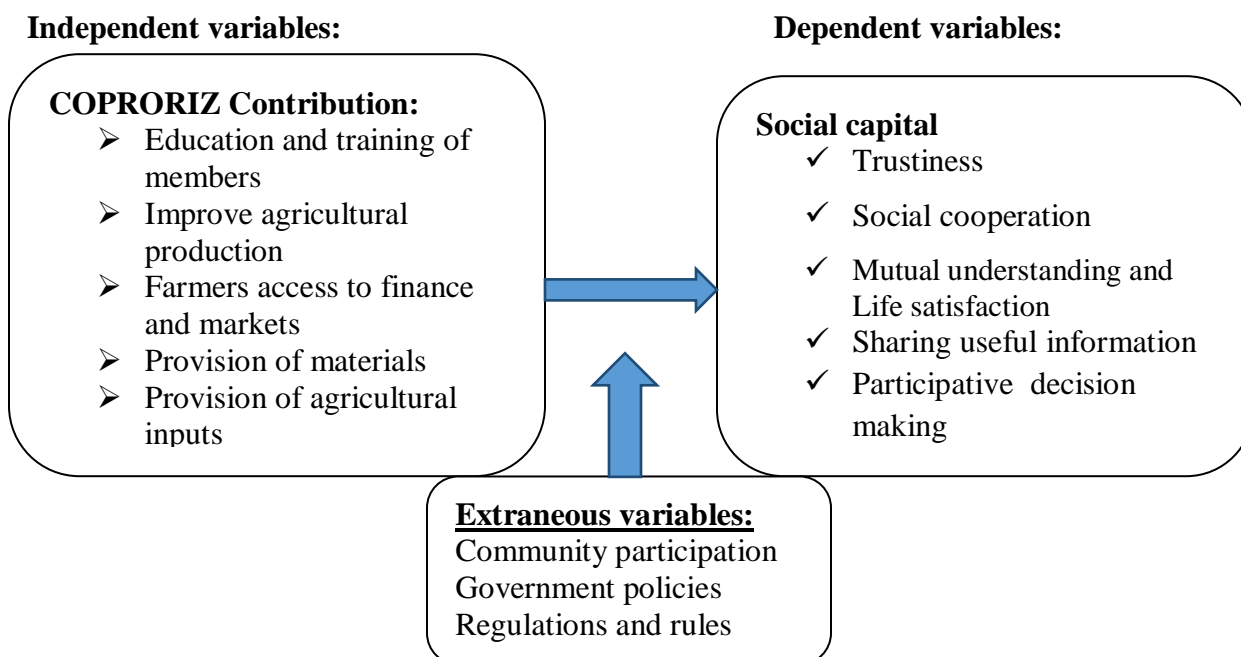 Independent variables:
Dependent variables:
COPRORIZ Contribution:
➢ Education and training of
members
➢ Improve agricultural
production
➢ Farmers access to finance
and markets
➢ Provision of materials
➢ Provision of agricultural
inputs
Social capital
✓ Trustiness
✓ Social cooperation
✓ Mutual understanding and
Life satisfaction
✓ Sharing useful information
✓ Participative decision
making
Extraneous variables:
Community participation
Government policies
Regulations and rules